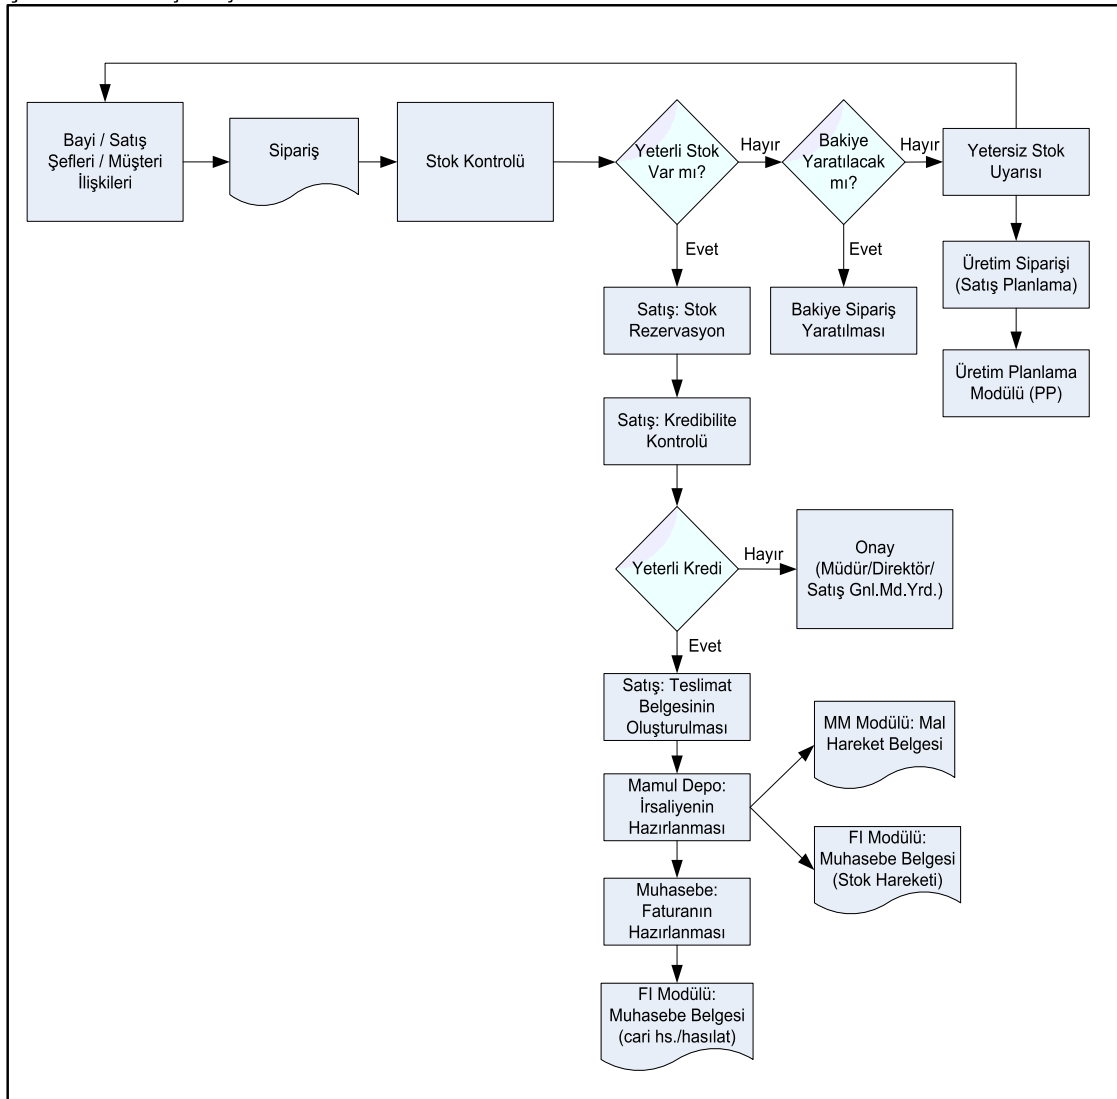 Bayi / Satış
Şefleri / Müşteri
İlişkileri
Sipariş
Stok Kontrolü
Yeterli Stok
Var mı?
Hayır
Bakiye
Yaratılacak
mı?
Hayır
Yetersiz Stok
Uyarısı
Evet
Evet
Üretim Siparişi
(Satış Planlama)
Satış: Stok
Rezervasyon
Bakiye Sipariş
Yaratılması
Üretim Planlama
Modülü (PP)
Satış: Kredibilite
Kontrolü
Yeterli Kredi
Hayır
Onay
(Müdür/Direktör/
Satış Gnl.Md.Yrd.)
Evet
Satış: Teslimat
Belgesinin
Oluşturulması
MM Modülü: Mal
Hareket Belgesi
Mamul Depo:
İrsaliyenin
Hazırlanması
FI Modülü:
Muhasebe Belgesi
(Stok Hareketi)
Muhasebe:
Faturanın
Hazırlanması
FI Modülü:
Muhasebe Belgesi
(cari hs./hasılat)